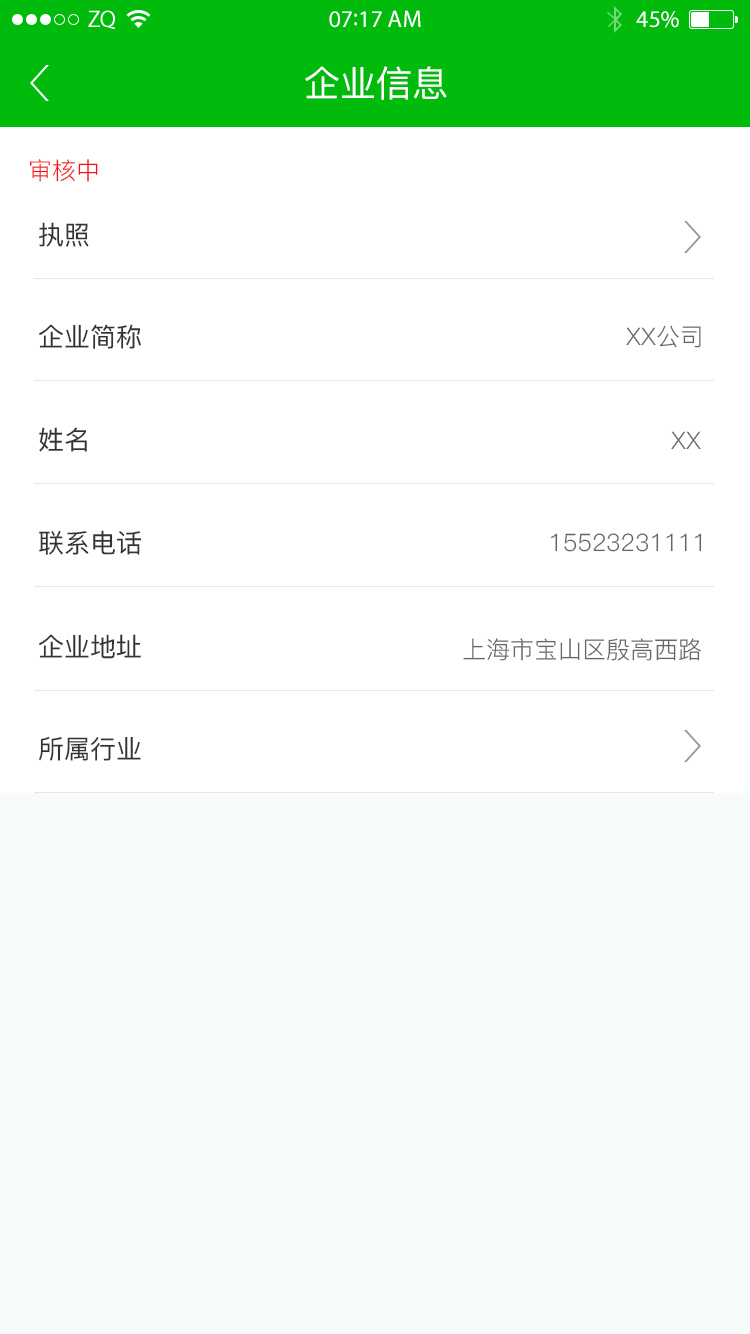 ZQ 07:17 AM 45%
企业信息
审核中
执照
企业简称 XX公司
姓名 XX
联系电话 15523231111
企业地址 上海市宝山区殷高西路
所属行业